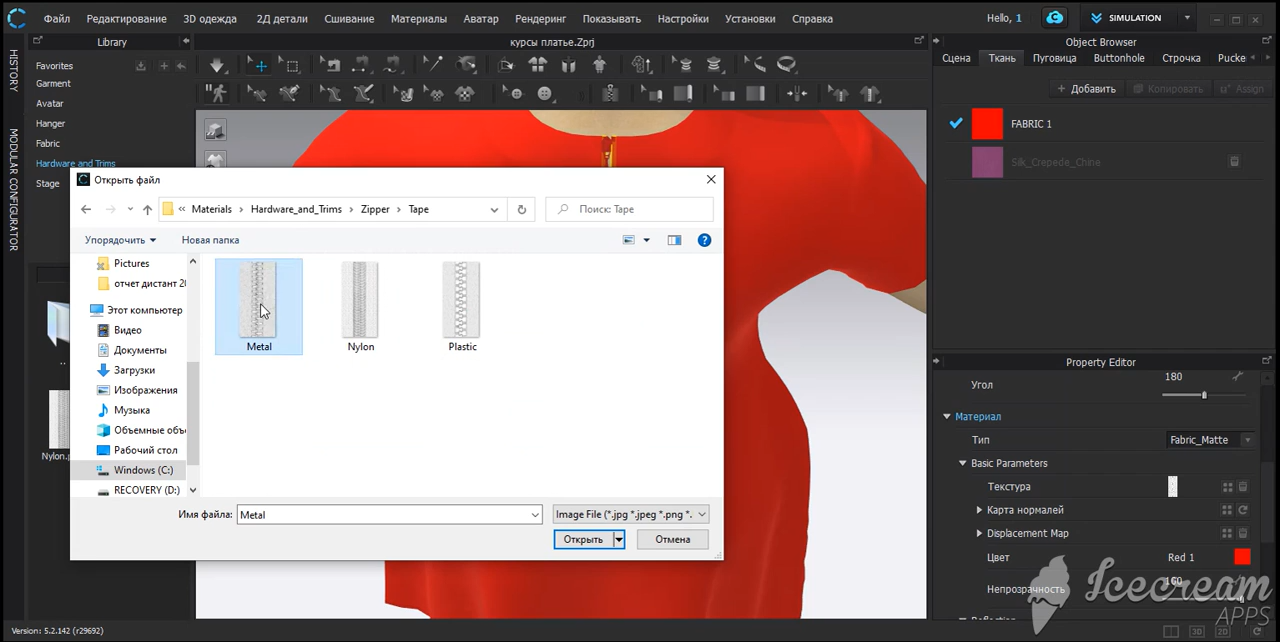 Файл Редактирование 3D одежда 2Д детали Сшивание Материалы Аватар Рендеринг Показывать Настройки Установки Справка Hello, 1 SIMULATION
Library курсы платье.Zprj Object Browser
HISTORY
MODULAR CONFIGURATOR
Favorites
Garment
Avatar
Hanger
Fabric
Hardware and Trims
Stage
..
Nylon.p
Сцена Ткань Пуговица Buttonhole Строчка Pucke
+ Добавить Копировать Assign
FABRIC 1
Silk_Crepede_Chine
Открыть файл
« Materials › Hardware_and_Trims › Zipper › Tape
Поиск: Tape
Упорядочить Новая папка
Pictures
отчет дистант 20
Этот компьютер
Видео
Документы
Загрузки
Изображения
Музыка
Объемные объ
Рабочий стол
Windows (C:)
RECOVERY (D:)
Metal Nylon Plastic
Имя файла: Metal
Image File (*.jpg *.jpeg *.png *.
Открыть Отмена
Property Editor
Угол 180
Материал
Тип Fabric_Matte
Basic Parameters
Текстура
Карта нормалей
Displacement Map
Цвет Red 1
Непрозрачность 100
Icecream
APPS
Version: 5.2.142 (r29692)
3D 2D